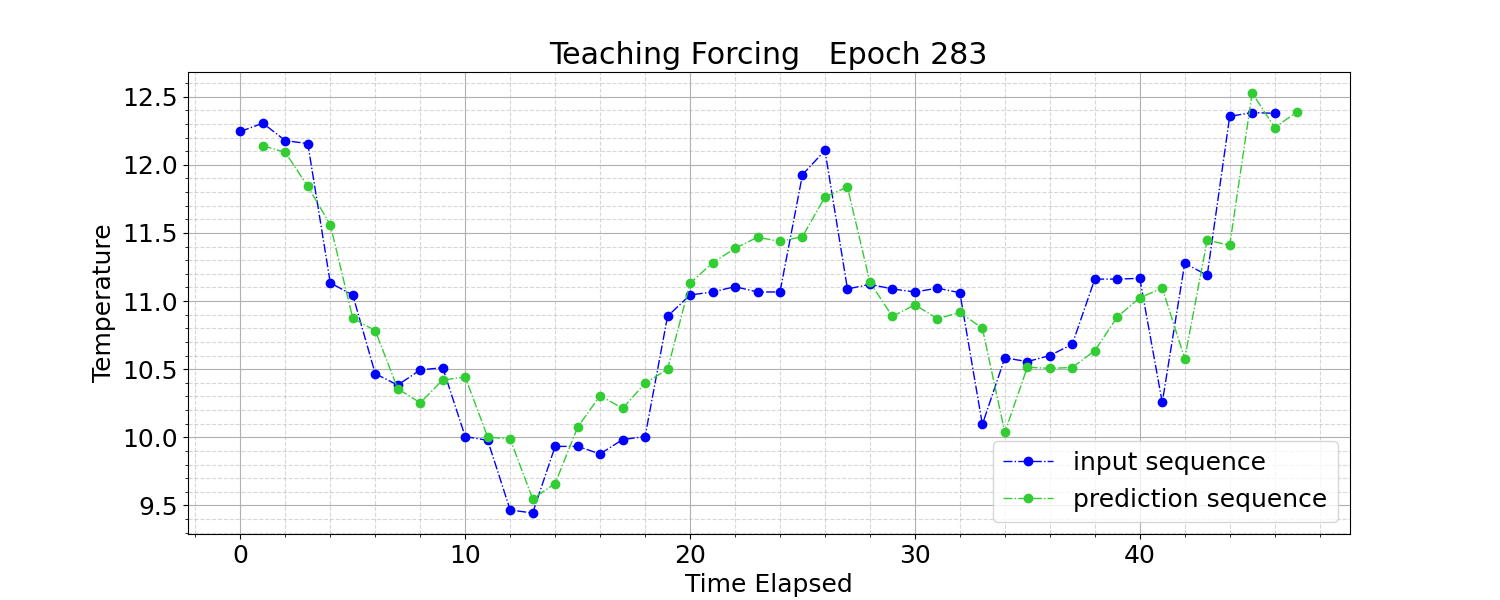 Teaching Forcing   Epoch 283
12.5
12.0
11.5
11.0
10.5
10.0
9.5
Temperature
0 10 20 30 40
Time Elapsed
input sequence
prediction sequence